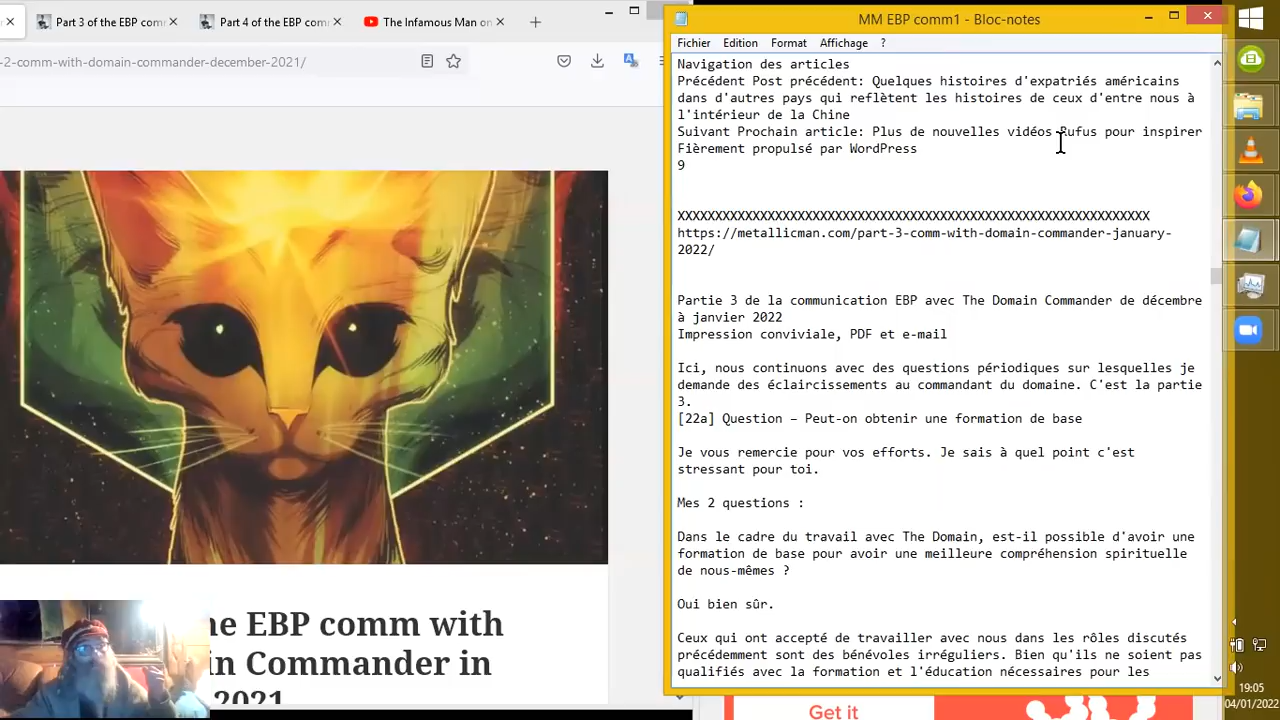 Part 3 of the EBP comm
Part 4 of the EBP com
The Infamous Man on
-2-comm-with-domain-commander-december-2021/
he EBP comm with
in Commander in
2021
MM EBP comm1 - Bloc-notes
Fichier Edition Format Affichage ?
Navigation des articles
Précédent Post précédent: Quelques histoires d'expatriés américains
dans d'autres pays qui reflètent les histoires de ceux d'entre nous à
l'intérieur de la Chine
Suivant Prochain article: Plus de nouvelles vidéos Rufus pour inspirer
Fièrement propulsé par WordPress
9
XXXXXXXXXXXXXXXXXXXXXXXXXXXXXXXXXXXXXXXXXXXXXXXXXXXXXXXXXXXXXXX
https://metallicman.com/part-3-comm-with-domain-commander-january-
2022/
Partie 3 de la communication EBP avec The Domain Commander de décembre
à janvier 2022
Impression conviviale, PDF et e-mail
Ici, nous continuons avec des questions périodiques sur lesquelles je
demande des éclaircissements au commandant du domaine. C'est la partie
3.
[22a] Question – Peut-on obtenir une formation de base
Je vous remercie pour vos efforts. Je sais à quel point c'est
stressant pour toi.
Mes 2 questions :
Dans le cadre du travail avec The Domain, est-il possible d'avoir une
formation de base pour avoir une meilleure compréhension spirituelle
de nous-mêmes ?
Oui bien sûr.
Ceux qui ont accepté de travailler avec nous dans les rôles discutés
précédemment sont des bénévoles irréguliers. Bien qu'ils ne soient pas
qualifiés avec la formation et l'éducation nécessaires pour les
Get it
19:05
04/01/2022